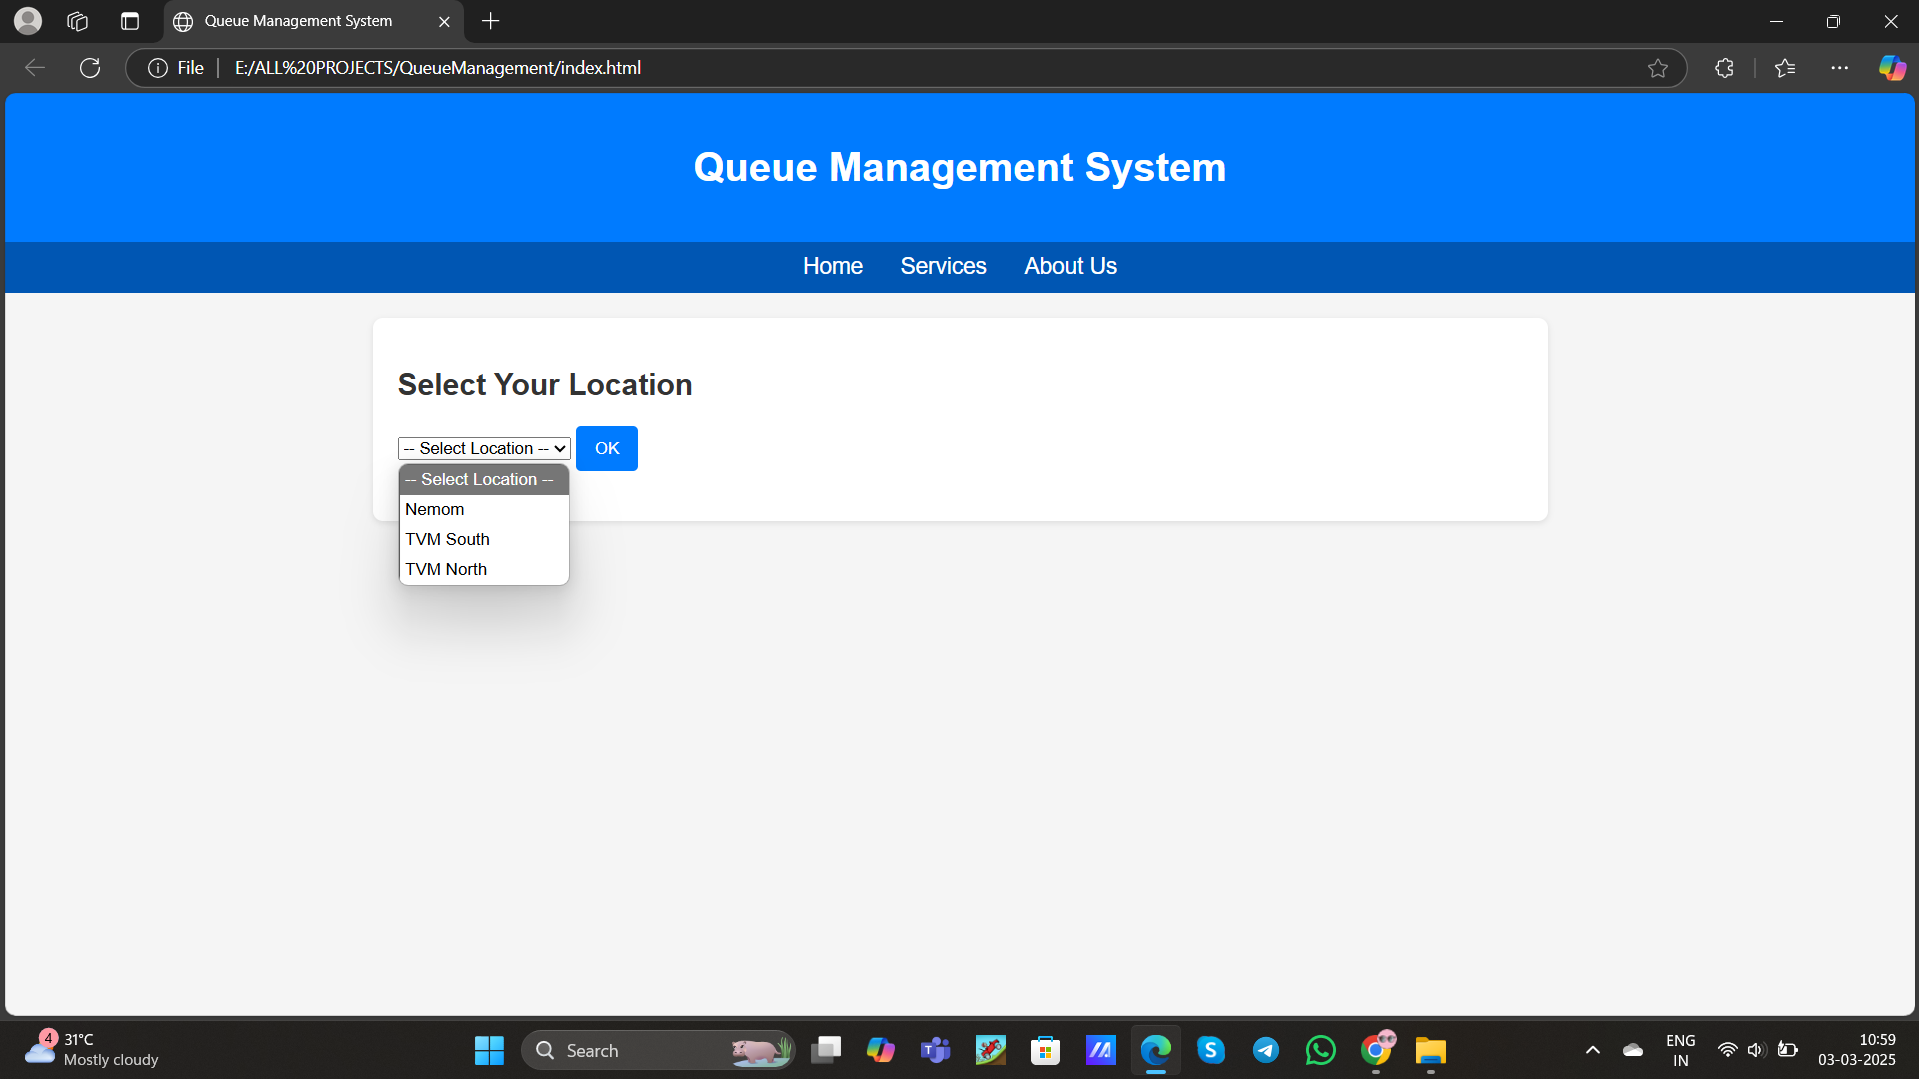 Queue Management System
File
E:/ALL%20PROJECTS/QueueManagement/index.html
Queue Management System
Home Services About Us
Select Your Location
-- Select Location -- OK
-- Select Location --
Nemom
TVM South
TVM North
4
31°C
Mostly cloudy
Search
T
S
ENG
IN
10:59
03-03-2025